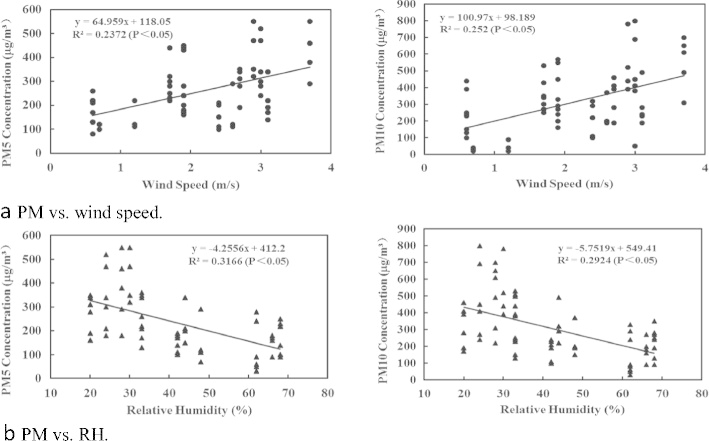 PM5 Concentration (µg/m³)
600
500
400
300
200
100
0
y = 64.959x + 118.05
R² = 0.2372 (P<0.05)
0 1 2 3 4
Wind Speed (m/s)
PM10 Concentration (µg/m³)
900
800
700
600
500
400
300
200
100
0
y = 100.97x + 98.189
R² = 0.252 (P<0.05)
0 1 2 3 4
Wind Speed (m/s)
a PM vs. wind speed.
PM5 Concentration (µg/m³)
600
500
400
300
200
100
0
y = -4.2556x + 412.2
R² = 0.3166 (P<0.05)
10 20 30 40 50 60 70 80
Relative Humidity (%)
PM10 Concentration (µg/m³)
900
800
700
600
500
400
300
200
100
0
y = -5.7519x + 549.41
R² = 0.2924 (P<0.05)
10 20 30 40 50 60 70 80
Relative Humidity (%)
b PM vs. RH.